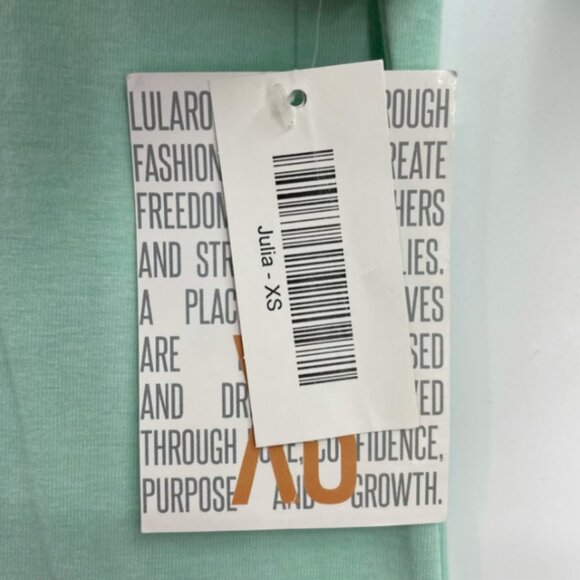 LULARO ROUGH
FASHION REATE
FREEDOM HERS
AND STR LIES.
A PLAC VES
ARE SED
AND DR ED
THROUGH CONFIDENCE,
PURPOSE AND GROWTH.
Julia - XS